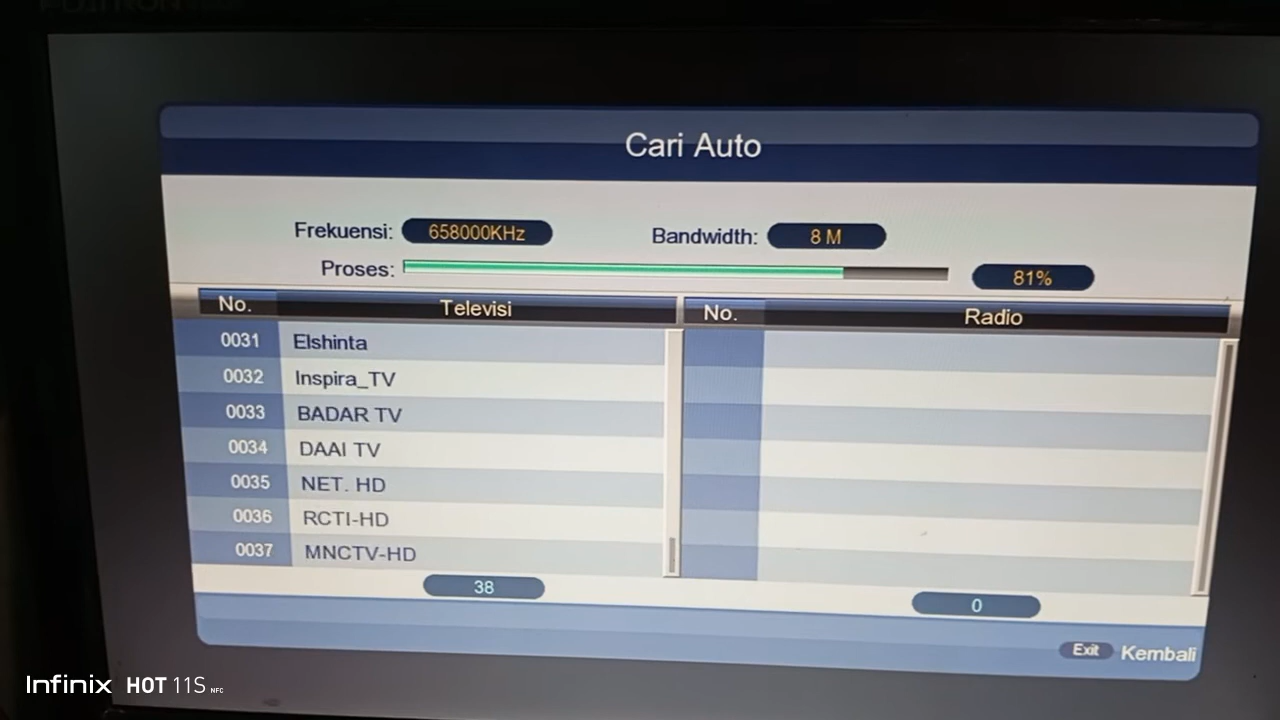 Cari Auto
Frekuensi: 658000KHz Bandwidth: 8 M
Proses: 81%
No. Televisi No. Radio
0031 Elshinta
0032 Inspira_TV
0033 BADAR TV
0034 DAAI TV
0035 NET. HD
0036 RCTI-HD
0037 MNCTV-HD
38 0
Exit Kembali
Infinix HOT 11S NFC